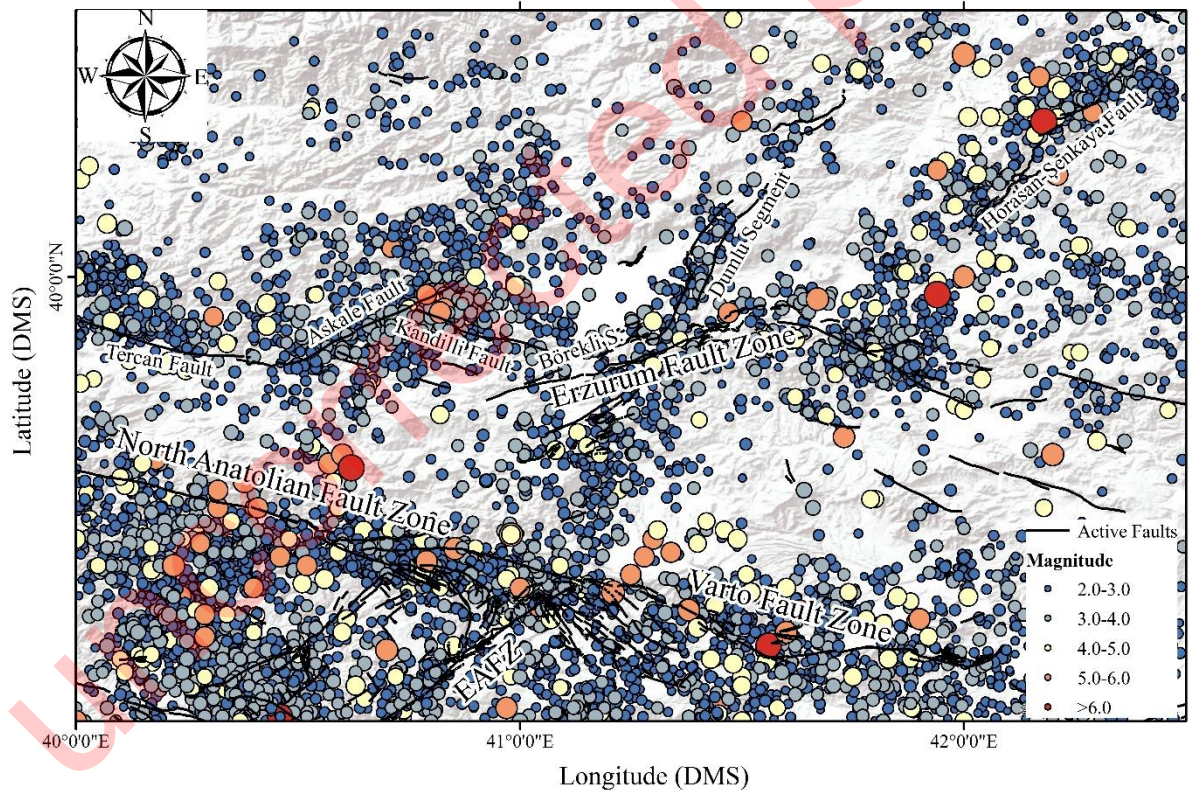 N
W E
S
Horasan-Senkaya Fault
Dumlu Segment
40°0'0"N
Askale Fault
Kandilli Fault
Tercan Fault
Börekli S.
Erzurum Fault Zone
Latitude (DMS)
North Anatolian Fault Zone
Varto Fault Zone
EAFZ
Active Faults
Magnitude
2.0-3.0
3.0-4.0
4.0-5.0
5.0-6.0
>6.0
40°0'0"E
41°0'0"E
42°0'0"E
Longitude (DMS)